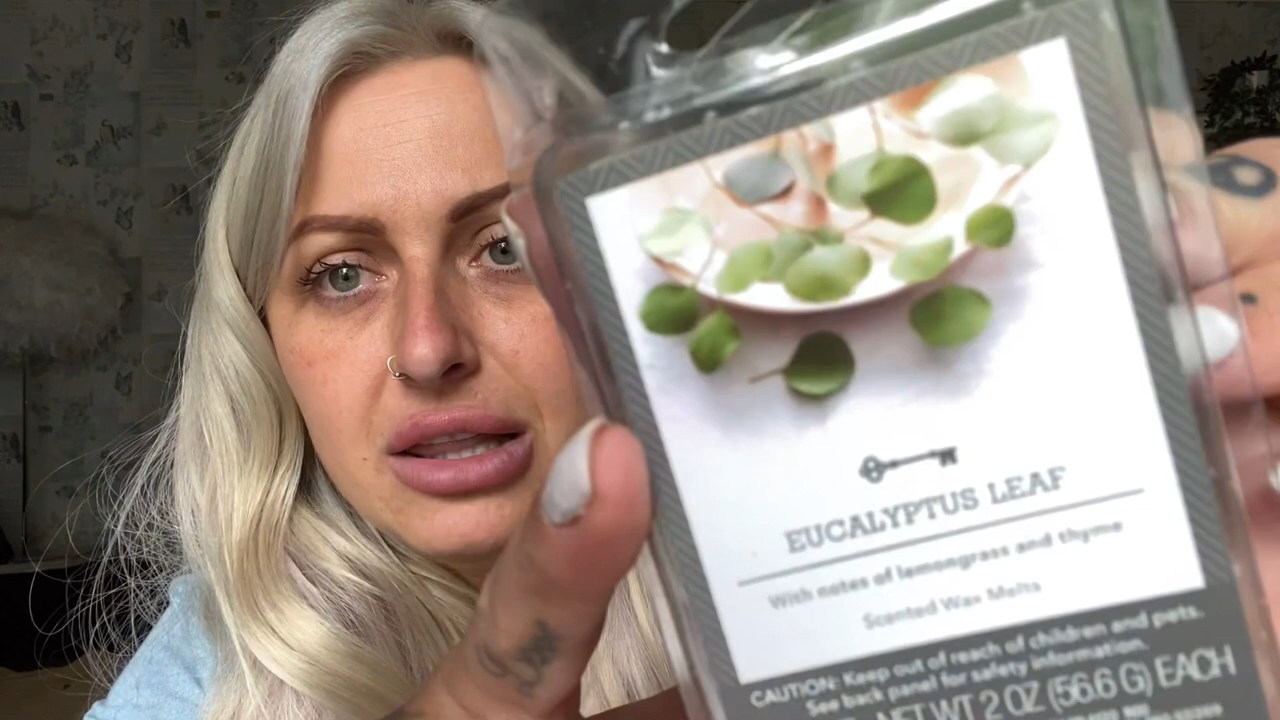 EUCALYPTUS LEAF
With notes of lemongrass and thyme
Scented Wax Melts
CAUTION: Keep out of reach of children and pets.
See back panel for safety information.
NET WT 2 OZ (56.6 G) EACH